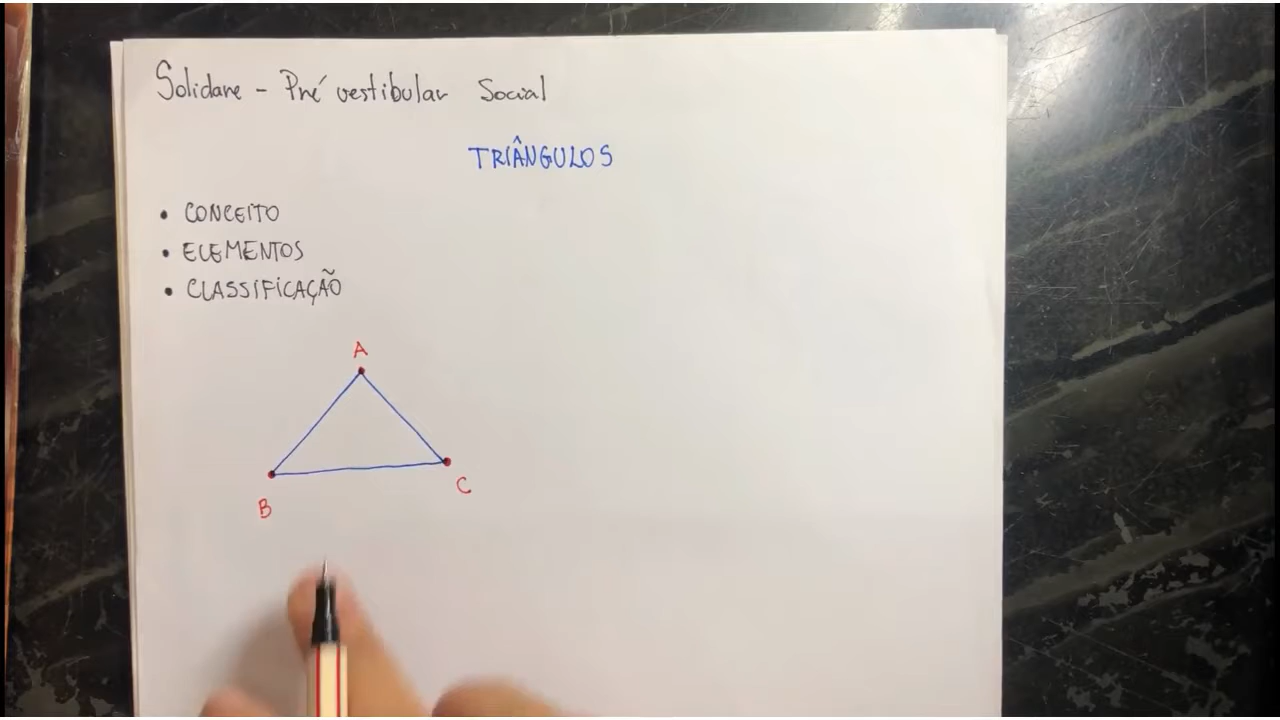 Solidare - Pré vestibular Social
TRIÂNGULOS
• CONCEITO
• ELEMENTOS
• CLASSIFICAÇÃO
A
B
C